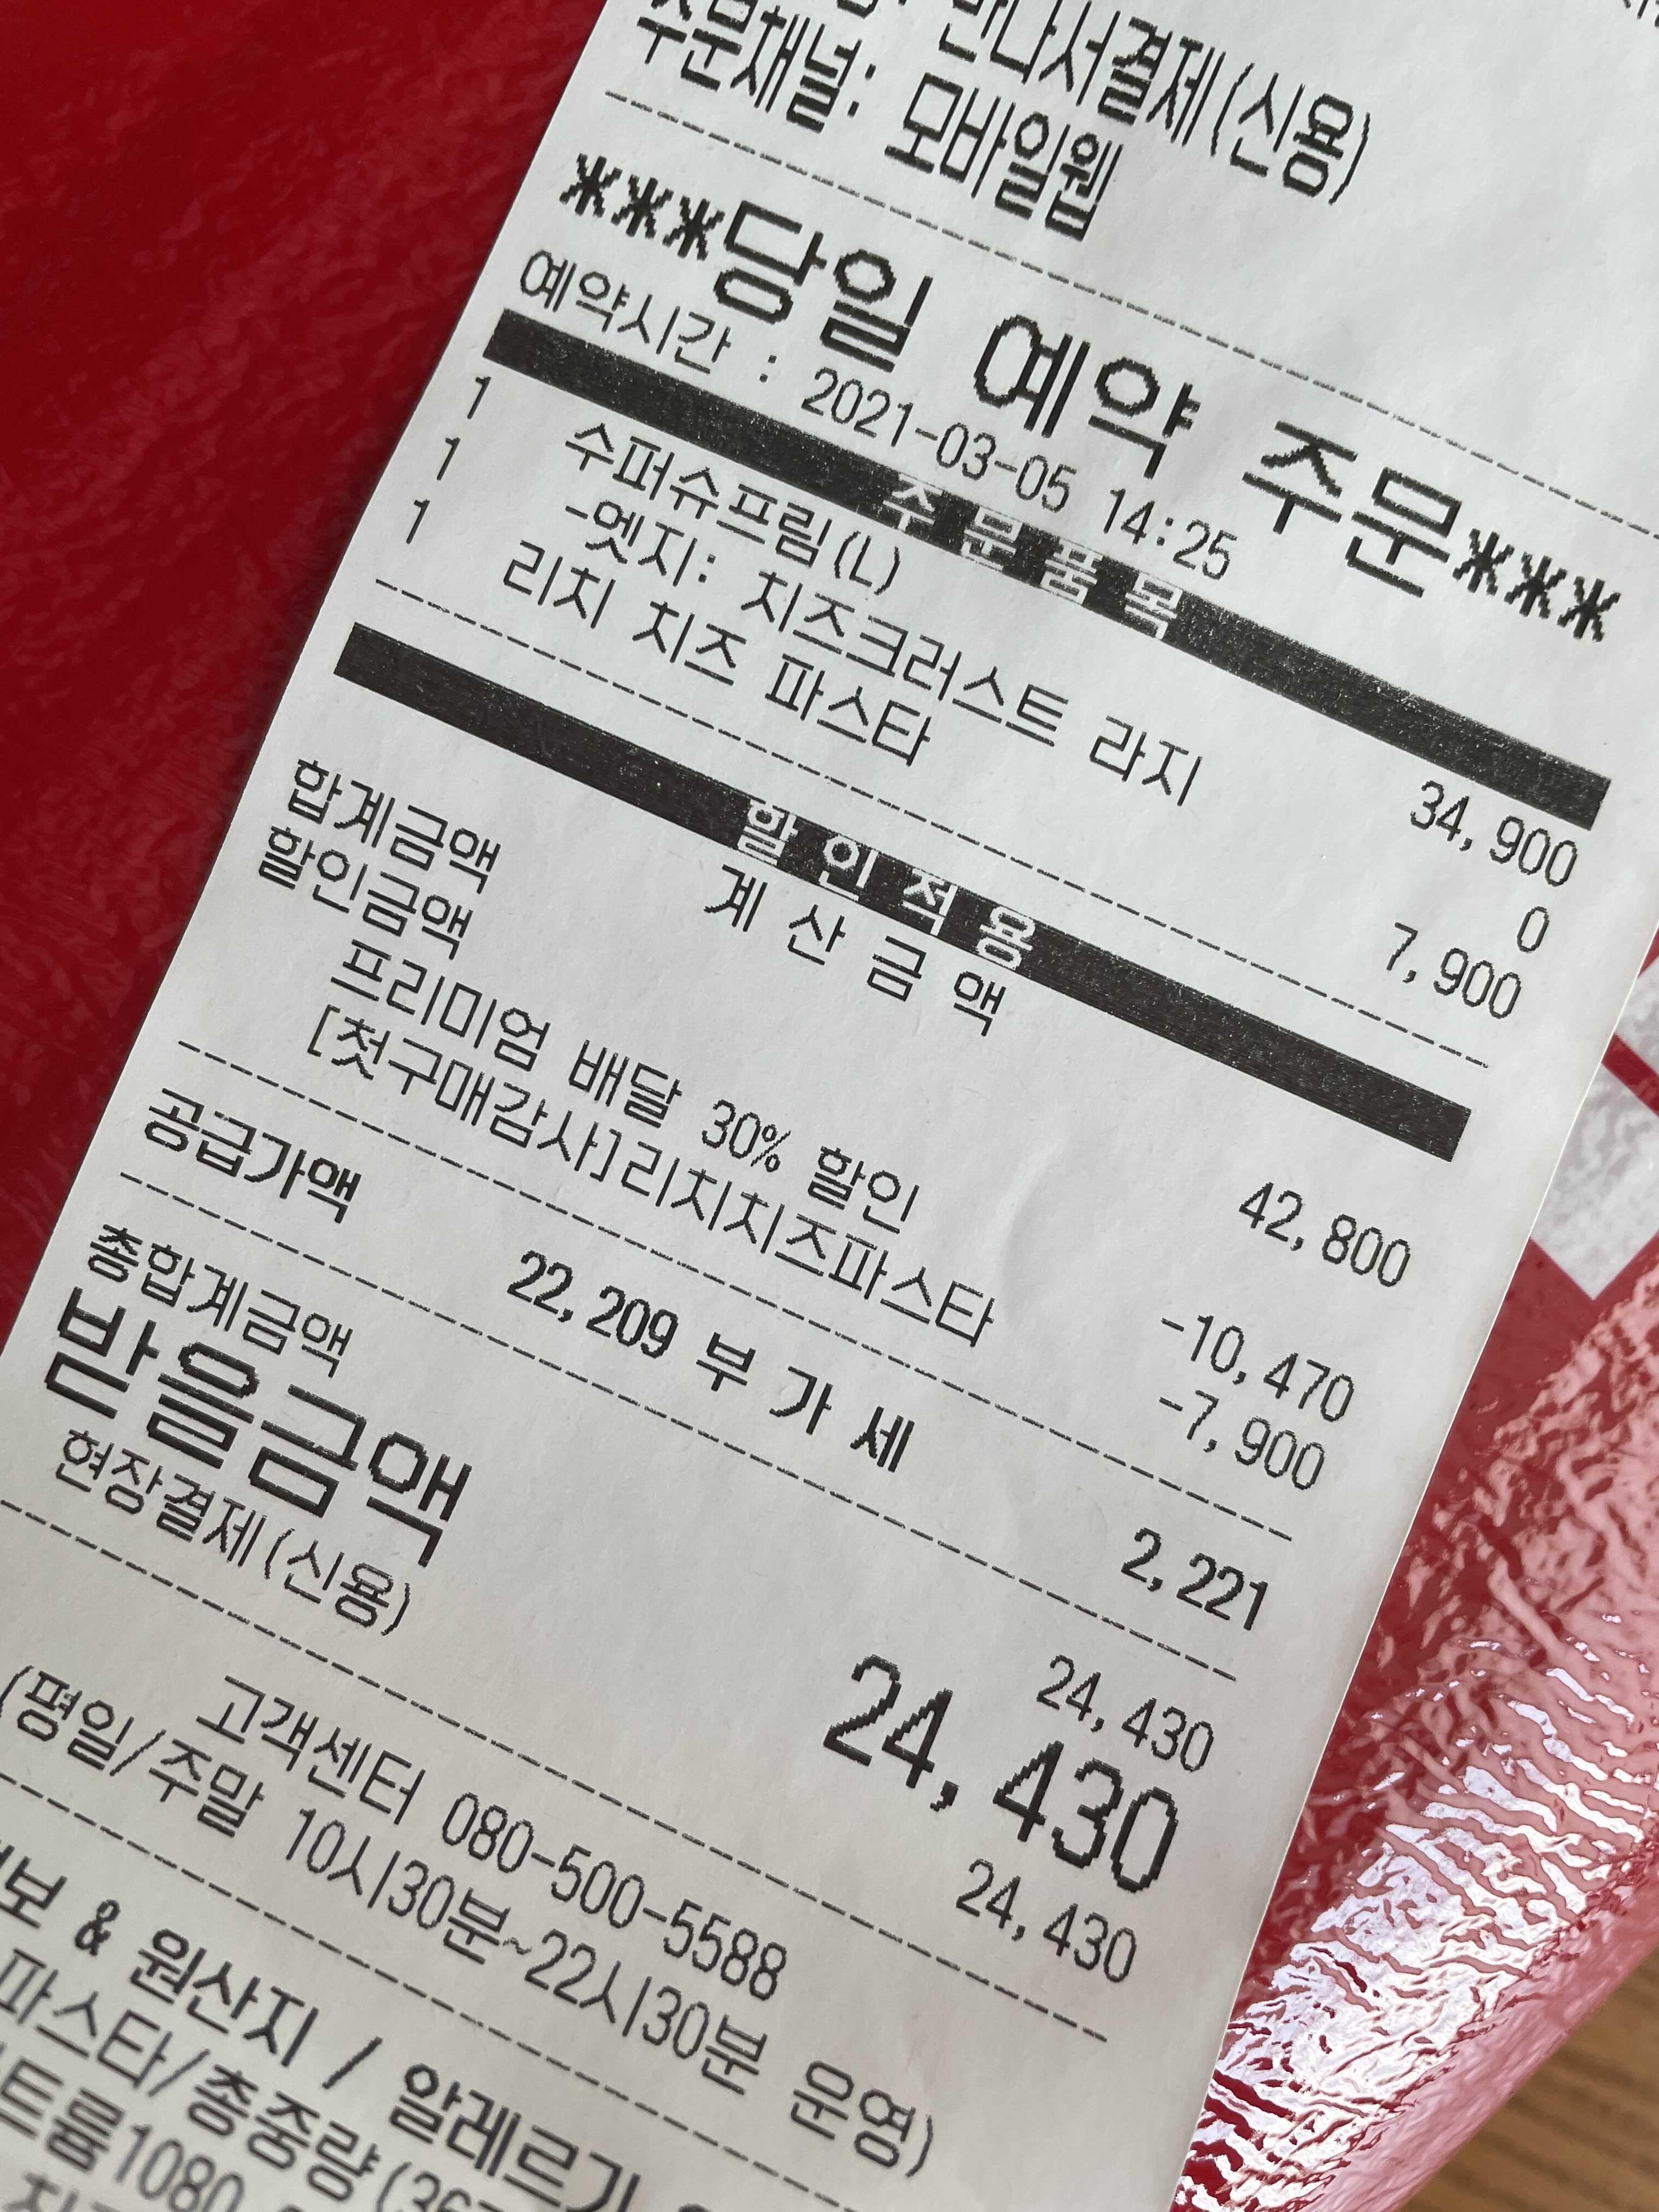 만나서결제(신용)
주문채널: 모바일웹
***당일 예약 주문***
예약시간 : 2021-03-05 14:25
주 문 품 목
1 수퍼슈프림(L) 34,900
1 -엣지: 치즈크러스트 라지 0
1 리치 치즈 파스타 7,900
할 인 적 용
계 산 금 액
합계금액 42,800
할인금액
프리미엄 배달 30% 할인 -10,470
[첫구매감사]리치치즈파스타 -7,900
공급가액 22,209 부 가 세 2,221
총합계금액 24,430
받을금액 24,430
현장결제(신용) 24,430
고객센터 080-500-5588
(평일/주말 10시30분~22시30분 운영)
& 원산지 / 알레르기
파스타/총중량